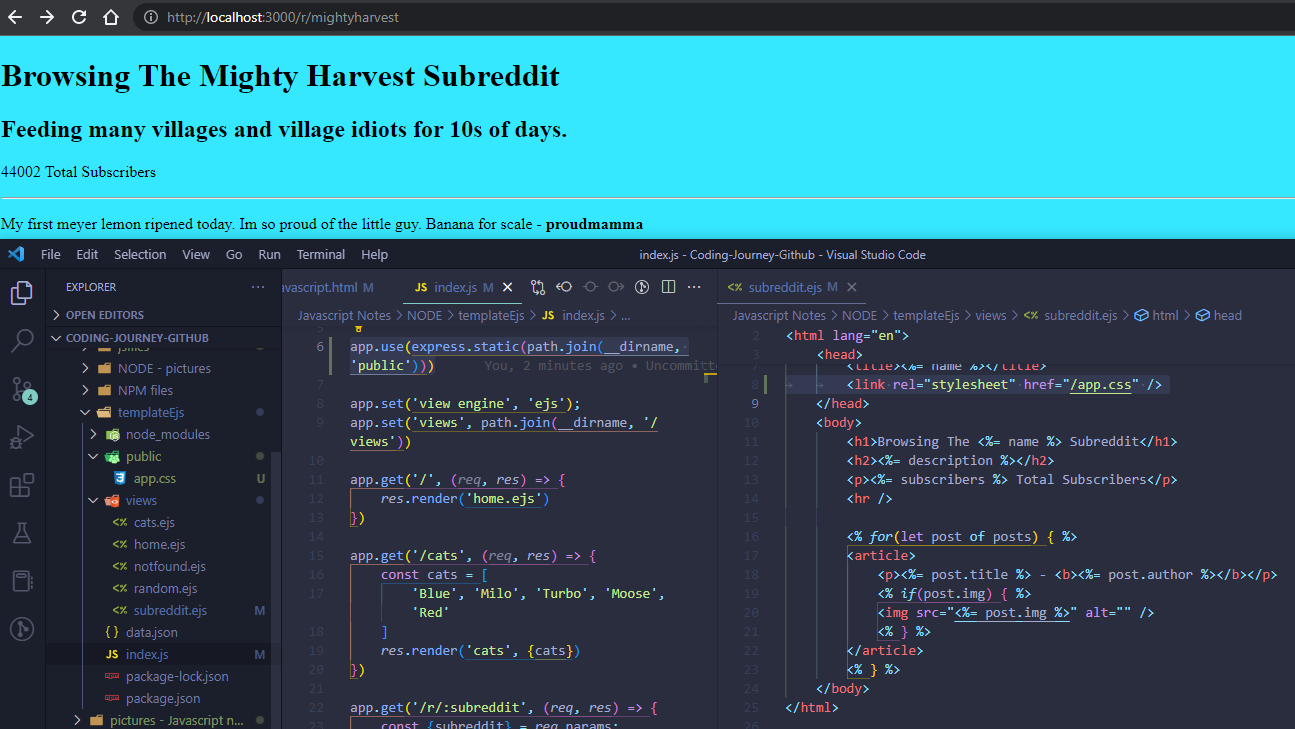 http://localhost:3000/r/mightyharvest
Browsing The Mighty Harvest Subreddit
Feeding many villages and village idiots for 10s of days.
44002 Total Subscribers
My first meyer lemon ripened today. Im so proud of the little guy. Banana for scale - proudmamma
File Edit Selection View Go Run Terminal Help
index.js - Coding-Journey-Github - Visual Studio Code
EXPLORER
OPEN EDITORS
CODING-JOURNEY-GITHUB
NODE - pictures
NPM files
templateEjs
node_modules
public
app.css U
views
cats.ejs
home.ejs
notfound.ejs
random.ejs
subreddit.ejs M
{ } data.json
JS index.js M
package-lock.json
package.json
pictures - Javascript n...
4
avascript.html M
JS index.js M
Javascript Notes > NODE > templateEjs > JS index.js > ...
5
6 app.use(express.static(path.join(__dirname,
'public'))) You, 2 minutes ago • Uncommitt
7
8 app.set('view engine', 'ejs');
9 app.set('views', path.join(__dirname, '/
views'))
10
11 app.get('/', (req, res) => {
12 res.render('home.ejs')
13 })
14
15 app.get('/cats', (req, res) => {
16 const cats = [
17 'Blue', 'Milo', 'Turbo', 'Moose',
'Red'
18 ]
19 res.render('cats', {cats})
20 })
21
22 app.get('/r/:subreddit', (req, res) => {
23 const {subreddit} = req.params;
<> subreddit.ejs M
Javascript Notes > NODE > templateEjs > views > <> subreddit.ejs > html > head
2 <html lang="en">
3 <head>
<title><%= name %></title>
8 <link rel="stylesheet" href="/app.css" />
9 </head>
10 <body>
11 <h1>Browsing The <%= name %> Subreddit</h1>
12 <h2><%= description %></h2>
13 <p><%= subscribers %> Total Subscribers</p>
14 <hr />
15
16 <% for(let post of posts) { %>
17 <article>
18 <p><%= post.title %> - <b><%= post.author %></b></p>
19 <% if(post.img) { %>
20 <img src="<%= post.img %>" alt="" />
21 <% } %>
22 </article>
23 <% } %>
24 </body>
25 </html>
26